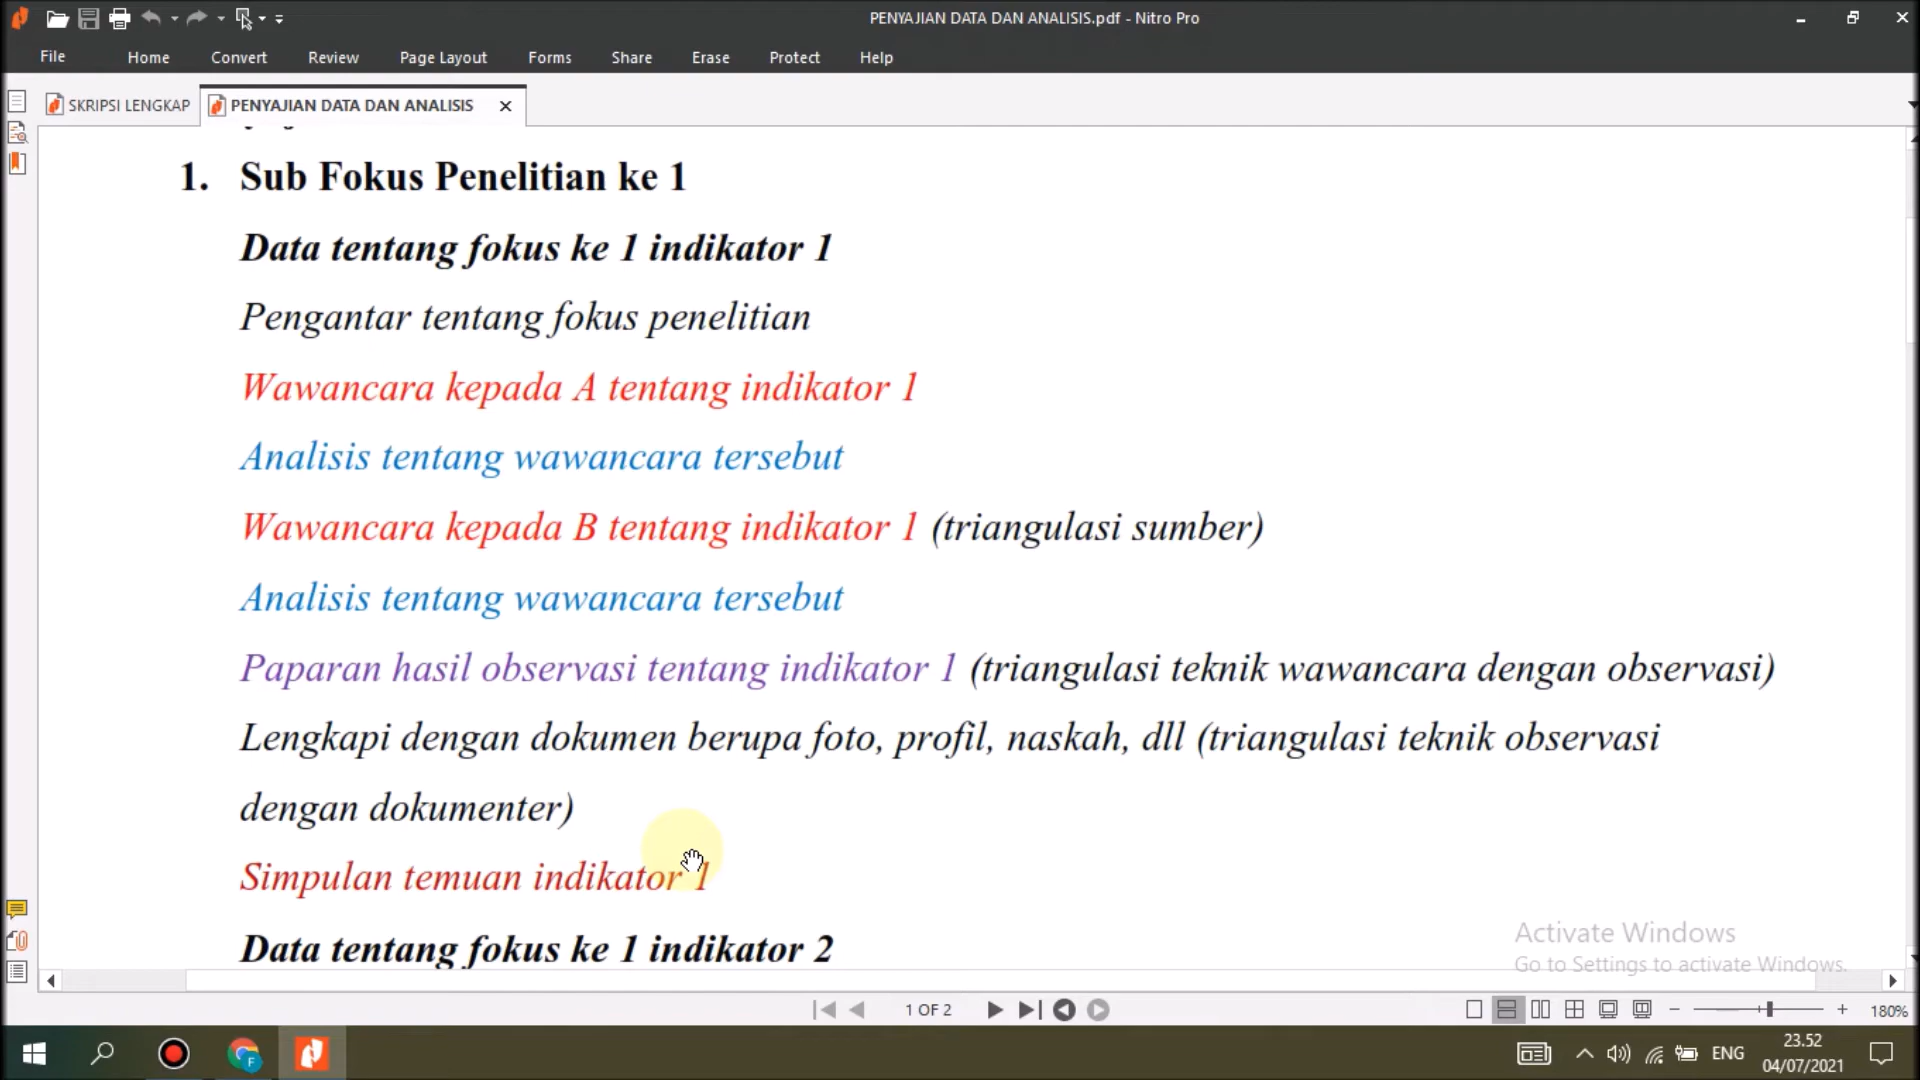 PENYAJIAN DATA DAN ANALISIS.pdf - Nitro Pro
File Home Convert Review Page Layout Forms Share Erase Protect Help
SKRIPSI LENGKAP PENYAJIAN DATA DAN ANALISIS
1. Sub Fokus Penelitian ke 1
Data tentang fokus ke 1 indikator 1
Pengantar tentang fokus penelitian
Wawancara kepada A tentang indikator 1
Analisis tentang wawancara tersebut
Wawancara kepada B tentang indikator 1 (triangulasi sumber)
Analisis tentang wawancara tersebut
Paparan hasil observasi tentang indikator 1 (triangulasi teknik wawancara dengan observasi)
Lengkapi dengan dokumen berupa foto, profil, naskah, dll (triangulasi teknik observasi
dengan dokumenter)
Simpulan temuan indikator 1
Data tentang fokus ke 1 indikator 2
Activate Windows
Go to Settings to activate Windows.
1 OF 2
180%
F
ENG
23.52
04/07/2021